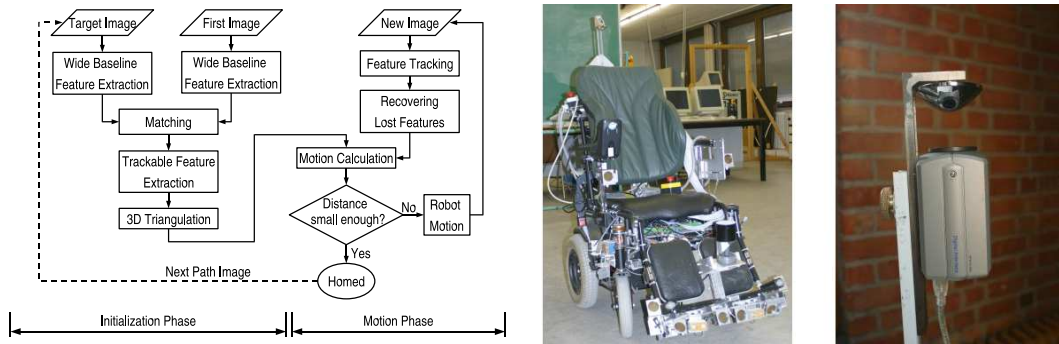 Target Image
First Image
New Image
Wide Baseline
Feature Extraction
Wide Baseline
Feature Extraction
Feature Tracking
Matching
Recovering
Lost Features
Trackable Feature
Extraction
Motion Calculation
3D Triangulation
Distance
small enough?
No
Robot
Motion
Yes
Next Path Image
Homed
Initialization Phase
Motion Phase